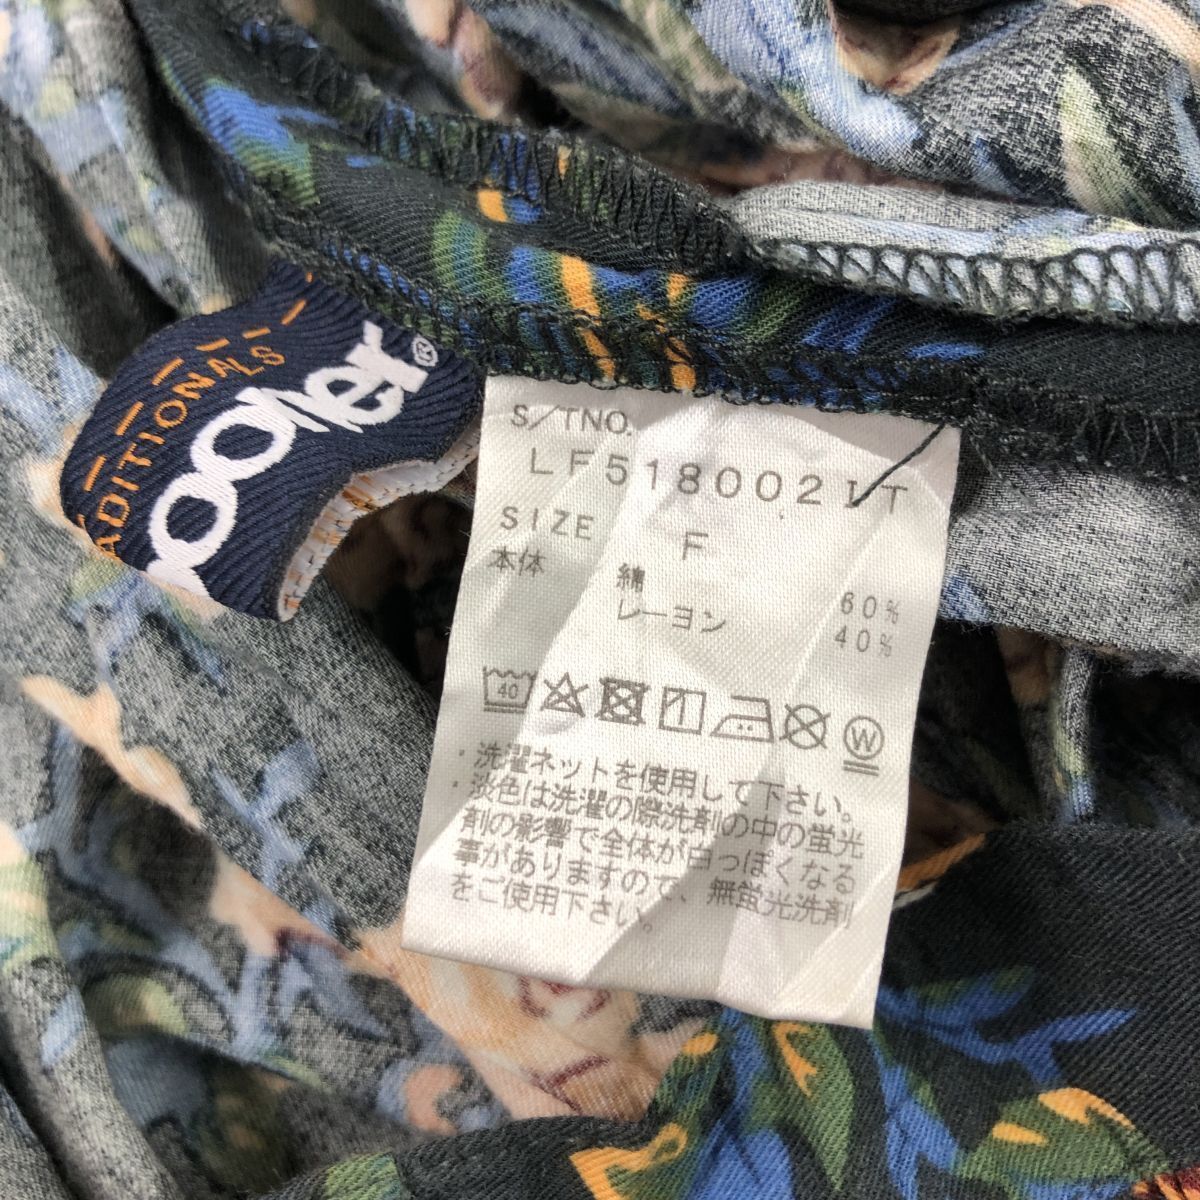 ADITIONALS
ooler®
S/TNO.
LF518002LT
SIZE F
本体 綿 60%
レーヨン 40%
40
W
・洗濯ネットを使用して下さい。
・淡色は洗濯の際洗剤の中の蛍光
剤の影響で全体が白っぽくなる
事がありますので、無蛍光洗剤
をご使用下さい。